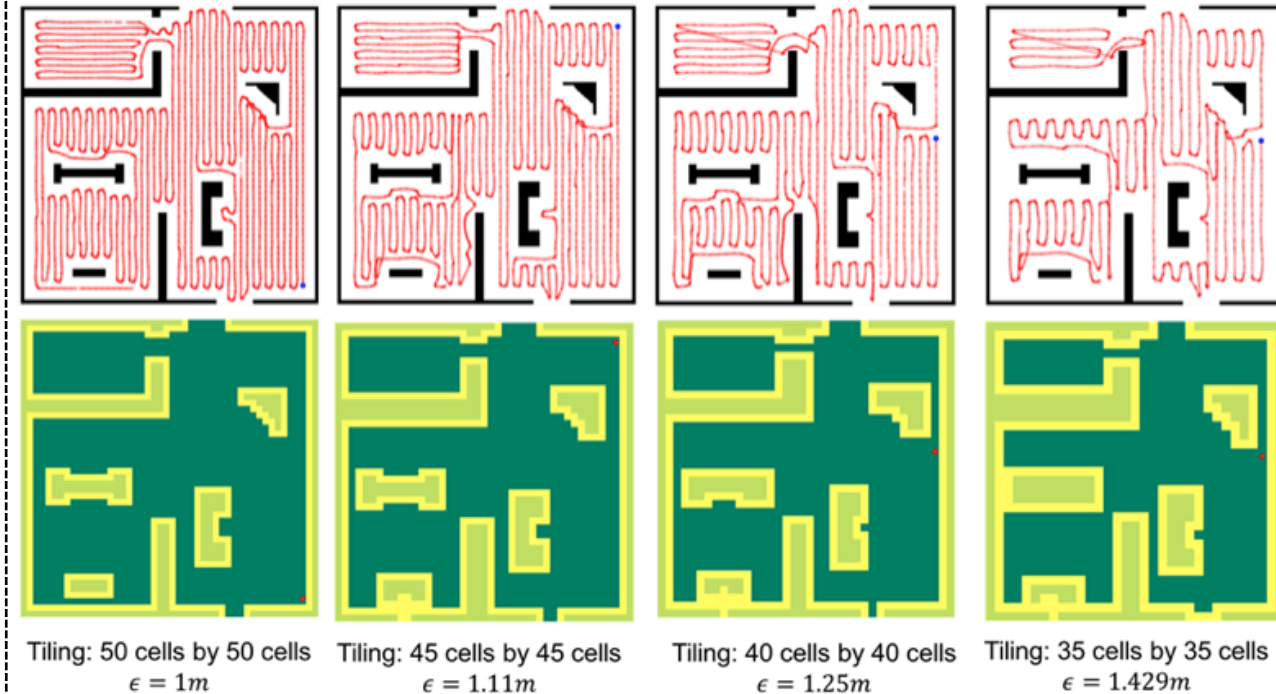 Tiling: 50 cells by 50 cells
ϵ = 1m
Tiling: 45 cells by 45 cells
ϵ = 1.11m
Tiling: 40 cells by 40 cells
ϵ = 1.25m
Tiling: 35 cells by 35 cells
ϵ = 1.429m